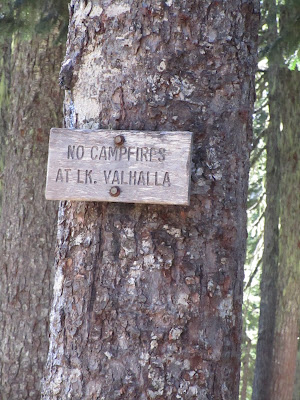 NO CAMPFIRES
AT LK. VALHALLA